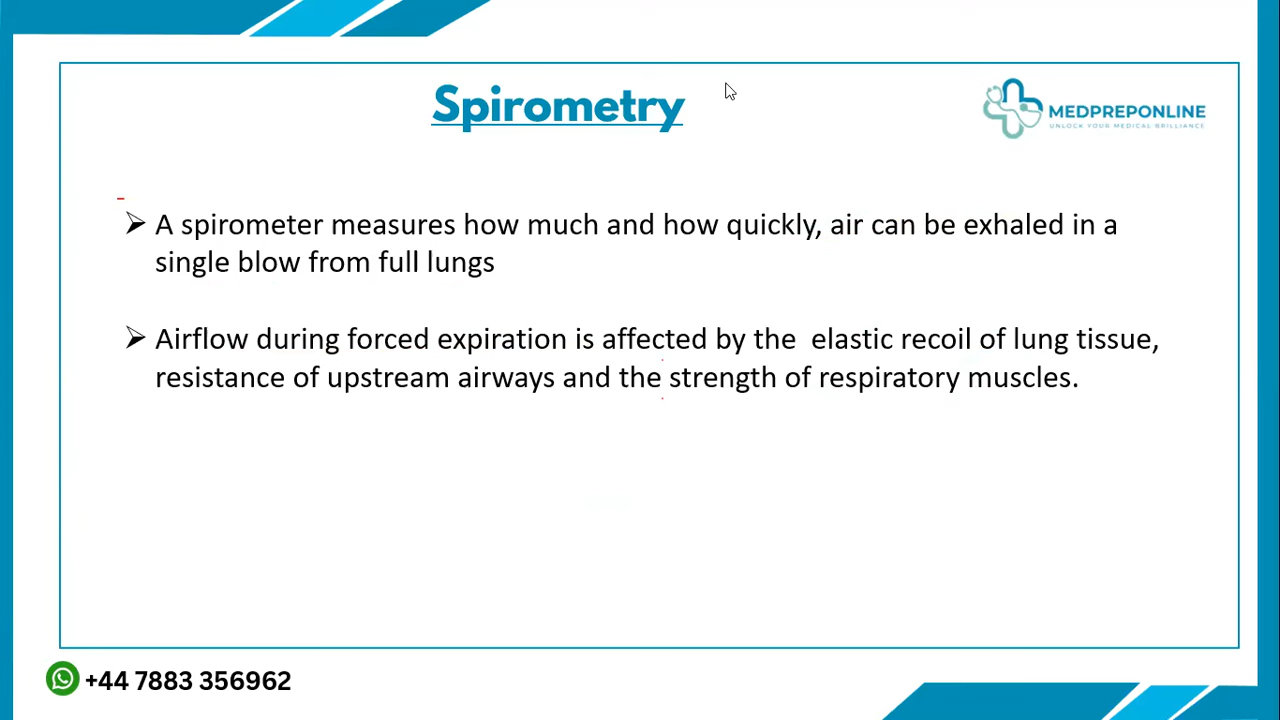 Spirometry
MEDPREPONLINE
UNLOCK YOUR MEDICAL BRILLIANCE
➢ A spirometer measures how much and how quickly, air can be exhaled in a
single blow from full lungs
➢ Airflow during forced expiration is affected by the  elastic recoil of lung tissue,
resistance of upstream airways and the strength of respiratory muscles.
+44 7883 356962